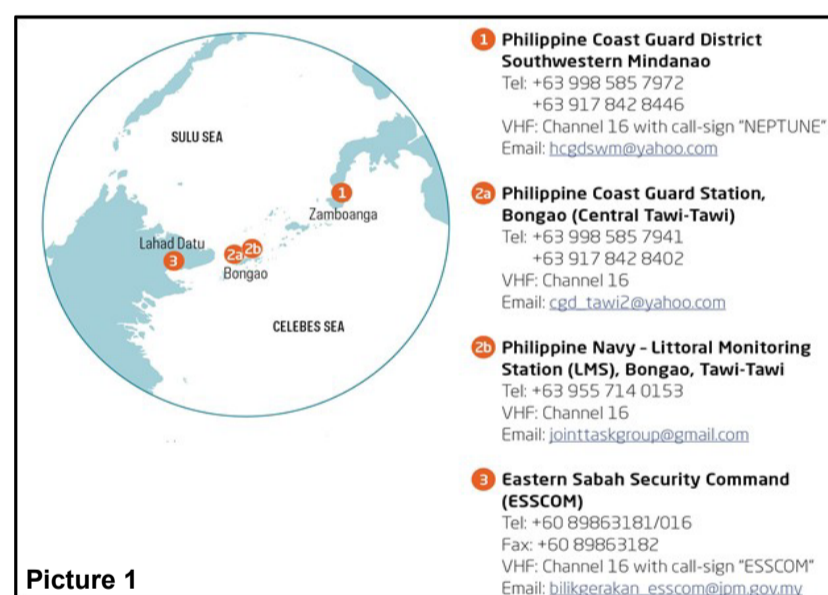 SULU SEA
1
Zamboanga
Lahad Datu
3
2a
2b
Bongao
CELEBES SEA
Picture 1
1 Philippine Coast Guard District
Southwestern Mindanao
Tel: +63 998 585 7972
+63 917 842 8446
VHF: Channel 16 with call-sign "NEPTUNE"
Email: hcgdswm@yahoo.com
2a Philippine Coast Guard Station,
Bongao (Central Tawi-Tawi)
Tel: +63 998 585 7941
+63 917 842 8402
VHF: Channel 16
Email: cgd_tawi2@yahoo.com
2b Philippine Navy – Littoral Monitoring
Station (LMS), Bongao, Tawi-Tawi
Tel: +63 955 714 0153
VHF: Channel 16
Email: jointtaskgroup@gmail.com
3 Eastern Sabah Security Command
(ESSCOM)
Tel: +60 89863181/016
Fax: +60 89863182
VHF: Channel 16 with call-sign "ESSCOM"
Email: bilikgerakan_esscom@jpm.gov.my